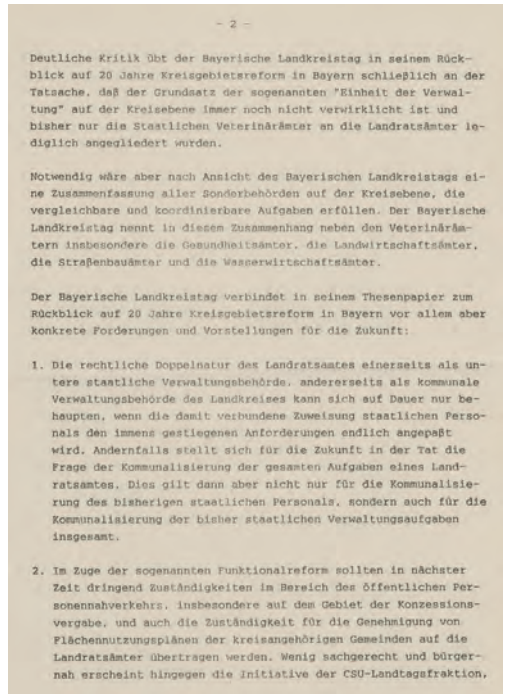 - 2 -
Deutliche Kritik übt der Bayerische Landkreistag in seinem Rück-
blick auf 20 Jahre Kreisgebietsreform in Bayern schließlich an der
Tatsache, daß der Grundsatz der sogenannten "Einheit der Verwal-
tung" auf der Kreisebene immer noch nicht verwirklicht ist und
bisher nur die Staatlichen Veterinärämter an die Landratsämter le-
diglich angegliedert wurden.
Notwendig wäre aber nach Ansicht des Bayerischen Landkreistags ei-
ne Zusammenfassung aller Sonderbehörden auf der Kreisebene, die
vergleichbare und koordinierbare Aufgaben erfüllen. Der Bayerische
Landkreistag nennt in diesem Zusammenhang neben den Veterinäräm-
tern insbesondere die Gesundheitsämter, die Landwirtschaftsämter,
die Straßenbauämter und die Wasserwirtschaftsämter.
Der Bayerische Landkreistag verbindet in seinem Thesenpapier zum
Rückblick auf 20 Jahre Kreisgebietsreform in Bayern vor allem aber
konkrete Forderungen und Vorstellungen für die Zukunft:
1. Die rechtliche Doppelnatur des Landratsamtes einerseits als un-
tere staatliche Verwaltungsbehörde, andererseits als kommunale
Verwaltungsbehörde des Landkreises kann sich auf Dauer nur be-
haupten, wenn die damit verbundene Zuweisung staatlichen Perso-
nals den immens gestiegenen Anforderungen endlich angepaßt
wird. Andernfalls stellt sich für die Zukunft in der Tat die
Frage der Kommunalisierung der gesamten Aufgaben eines Land-
ratsamtes. Dies gilt dann aber nicht nur für die Kommunalisie-
rung des bisherigen staatlichen Personals, sondern auch für die
Kommunalisierung der bisher staatlichen Verwaltungsaufgaben
insgesamt.
2. Im Zuge der sogenannten Funktionalreform sollten in nächster
Zeit dringend Zuständigkeiten im Bereich des öffentlichen Per-
sonennahverkehrs, insbesondere auf dem Gebiet der Konzessions-
vergabe, und auch die Zuständigkeit für die Genehmigung von
Flächennutzungsplänen der kreisangehörigen Gemeinden auf die
Landratsämter übertragen werden. Wenig sachgerecht und bürger-
nah erscheint hingegen die Initiative der CSU-Landtagsfraktion,